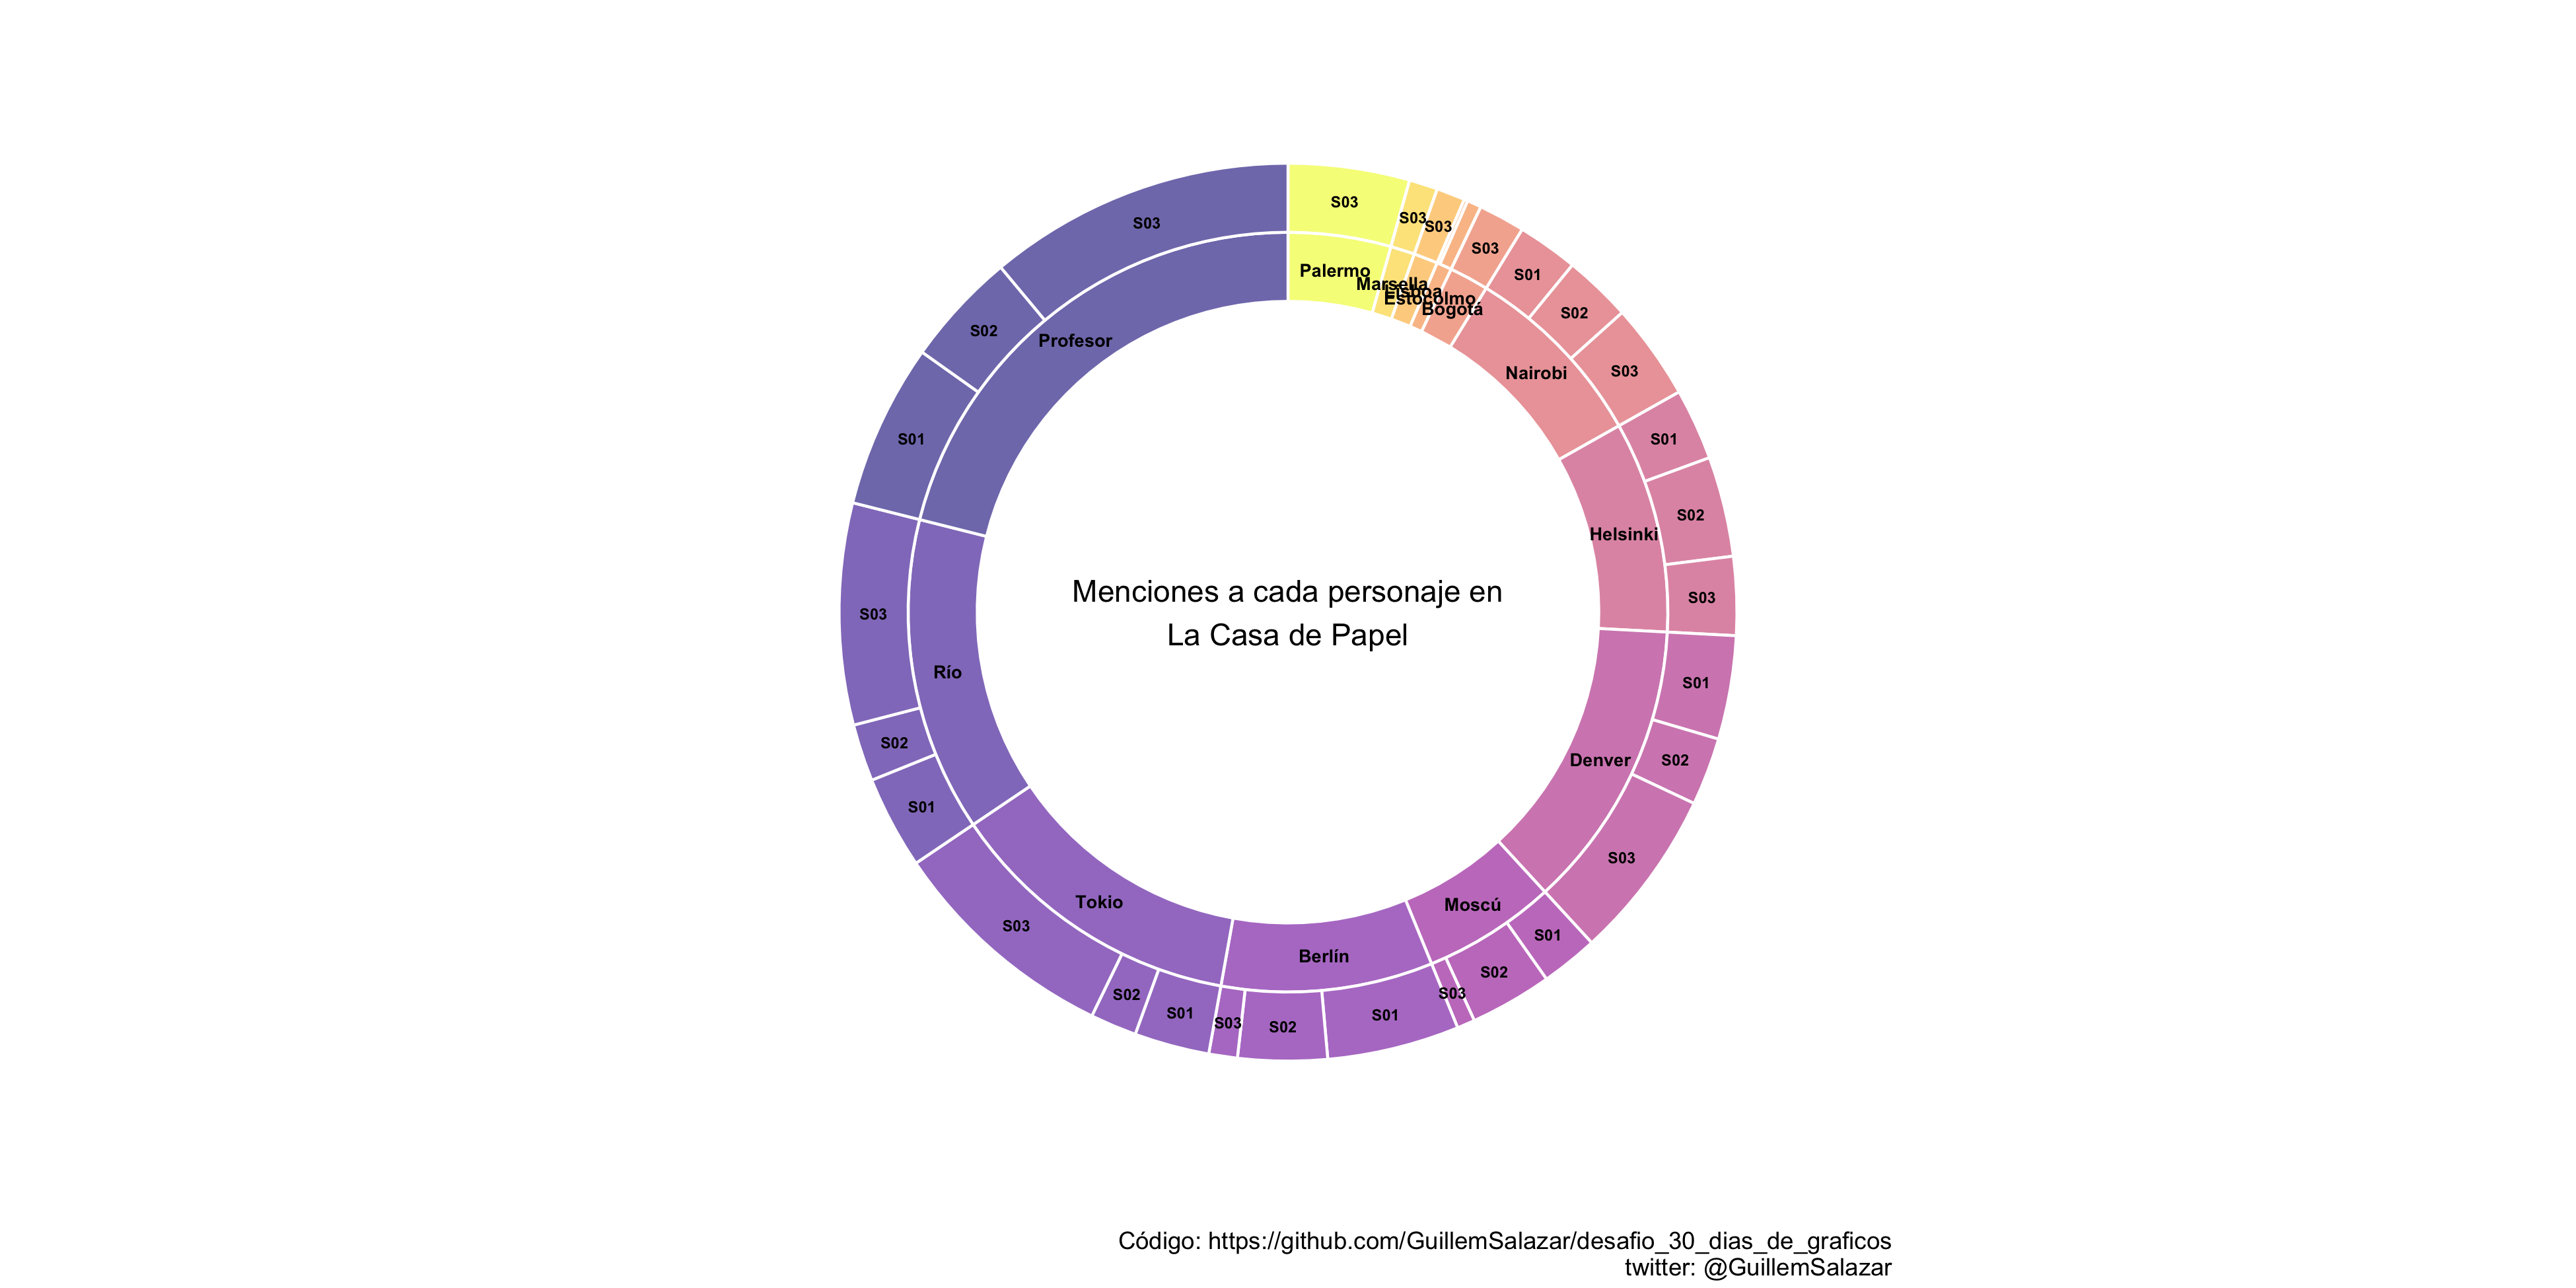 S03
S03
S03
S03
S03
Palermo
Marsella
Lisboa
Estocolmo
Bogotá
S01
S02
S02
S03
S01
Profesor
Nairobi
S01
S02
S03
Helsinki
S03
Menciones a cada personaje en
La Casa de Papel
S03
Río
S01
S02
Denver
S02
S01
S03
Tokio
Moscú
S03
S01
Berlín
S02
S03
S02
S01
S03
S02
S01
Código: https://github.com/GuillemSalazar/desafio_30_dias_de_graficos
twitter: @GuillemSalazar